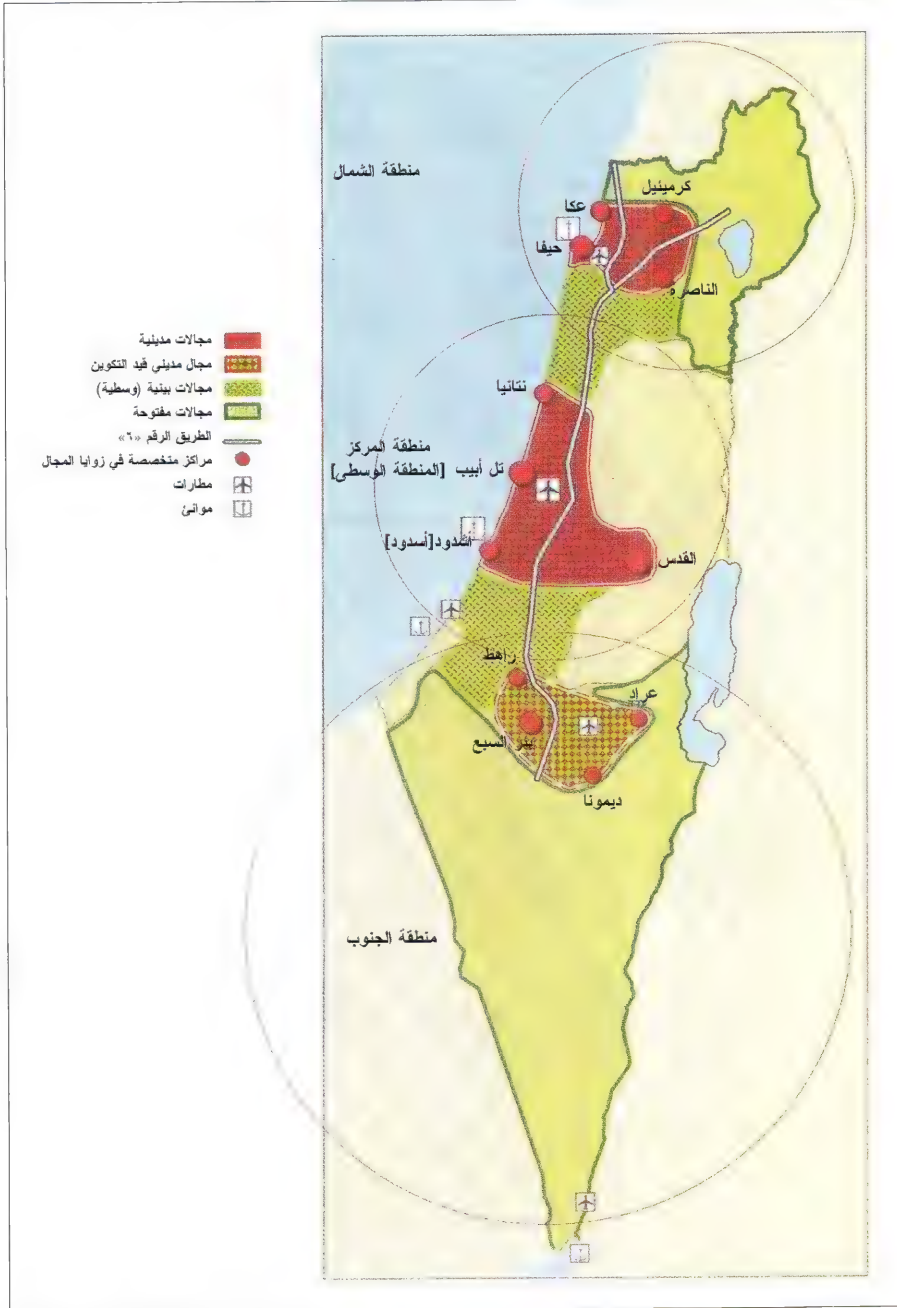 منطقة الشمال
كرميئيل
عكا
حيفا
الناصره
مجالات مدينية
مجال مديني قيد التكوين
مجالات بينية (وسطية)
مجالات مفتوحة
الطريق الرقم «٦»
مراكز متخصصة في زوايا المجال
مطارات
موانئ
نتانيا
منطقة المركز
[المنطقة الوسطى]
تل أبيب
أشدود[أسدود]
القدس
راهط
عراد
بئر السبع
ديمونا
منطقة الجنوب